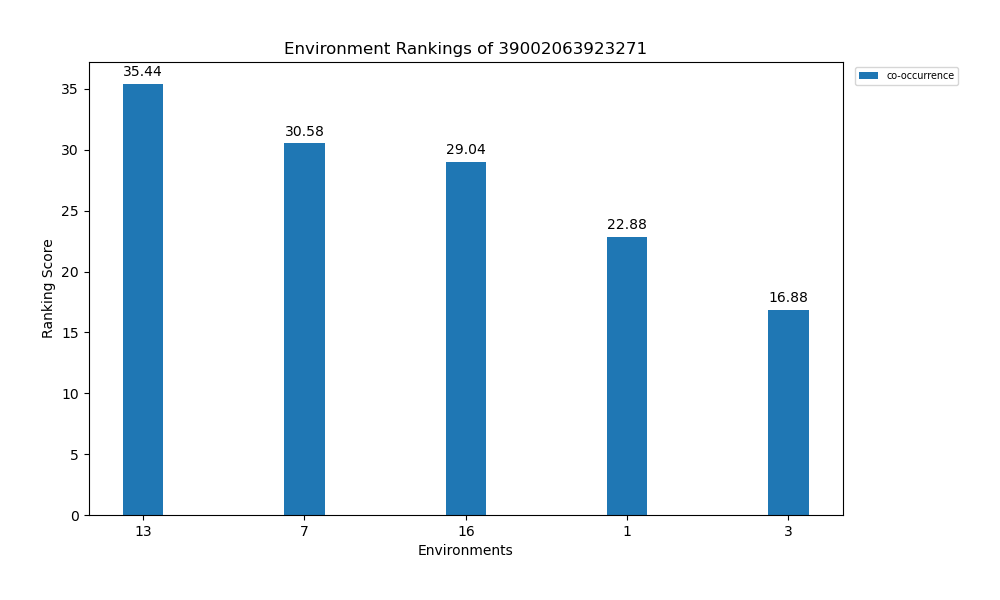 Environment Rankings of 39002063923271
co-occurrence
Ranking Score
35
30
25
20
15
10
5
0
35.44
30.58
29.04
22.88
16.88
13 7 16 1 3
Environments